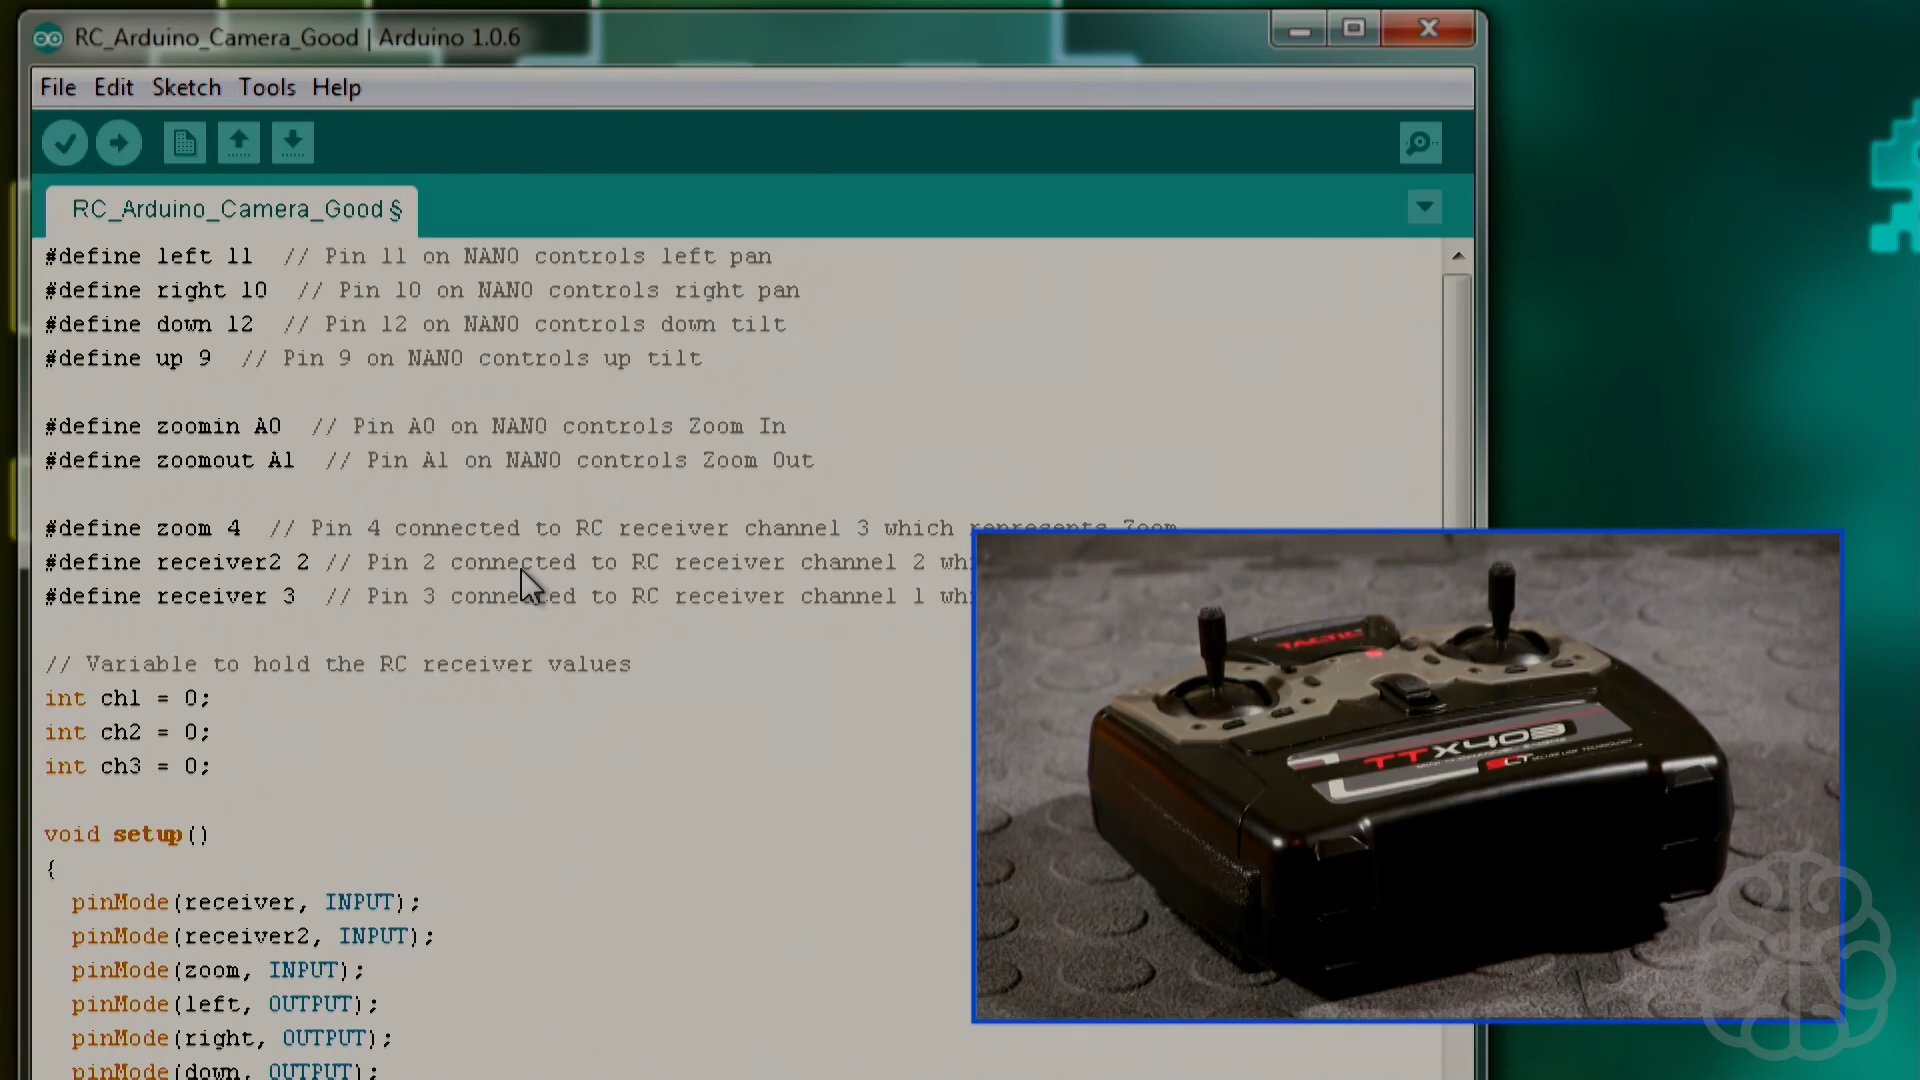 RC_Arduino_Camera_Good | Arduino 1.0.6
File Edit Sketch Tools Help
RC_Arduino_Camera_Good §
#define left 11 // Pin 11 on NANO controls left pan
#define right 10 // Pin 10 on NANO controls right pan
#define down 12 // Pin 12 on NANO controls down tilt
#define up 9 // Pin 9 on NANO controls up tilt
#define zoomin A0 // Pin A0 on NANO controls Zoom In
#define zoomout A1 // Pin A1 on NANO controls Zoom Out
#define zoom 4 // Pin 4 connected to RC receiver channel 3 which represents Zoom
#define receiver2 2 // Pin 2 connected to RC receiver channel 2 whi
#define receiver 3 // Pin 3 connected to RC receiver channel 1 whi
// Variable to hold the RC receiver values
int ch1 = 0;
int ch2 = 0;
int ch3 = 0;
void setup()
{
pinMode(receiver, INPUT);
pinMode(receiver2, INPUT);
pinMode(zoom, INPUT);
pinMode(left, OUTPUT);
pinMode(right, OUTPUT);
pinMode(down, OUTPUT);
TACTIC
TTX403
SLT